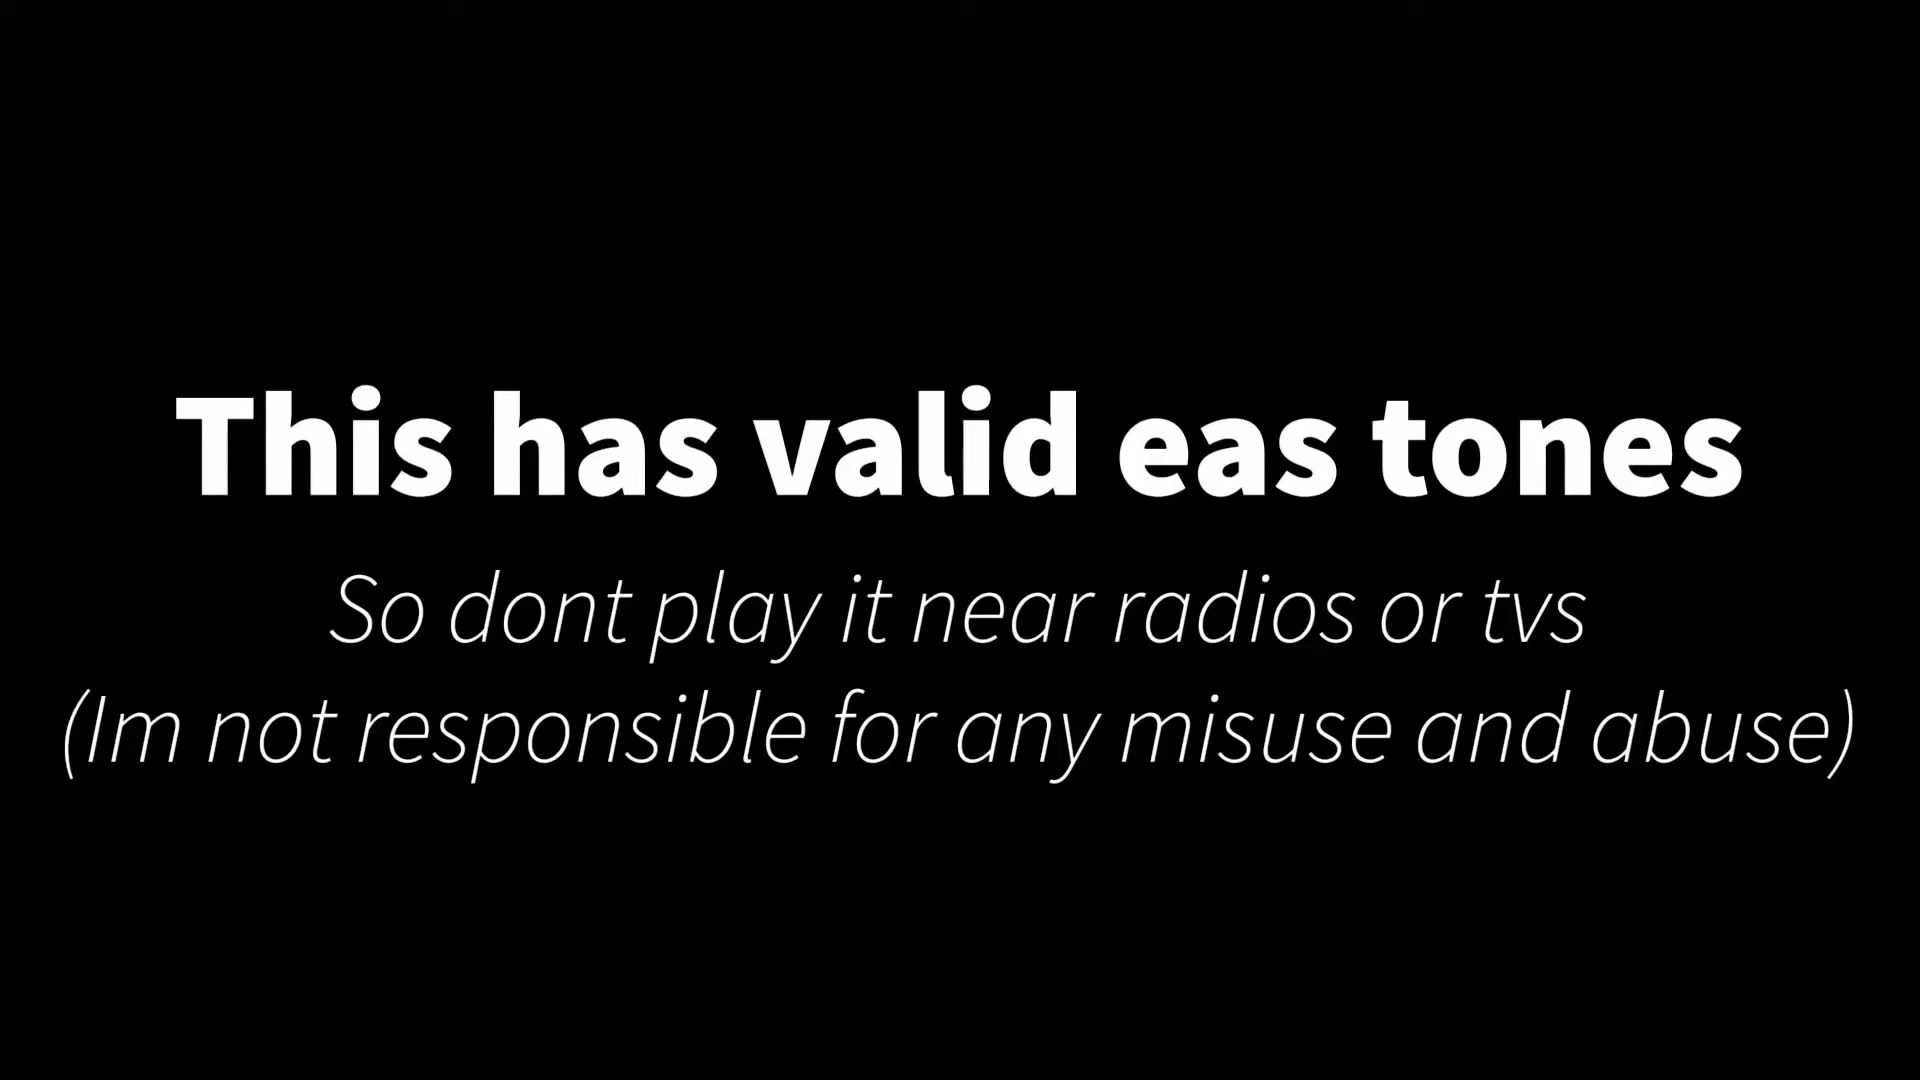 This has valid eas tones
So dont play it near radios or tvs
(Im not responsible for any misuse and abuse)